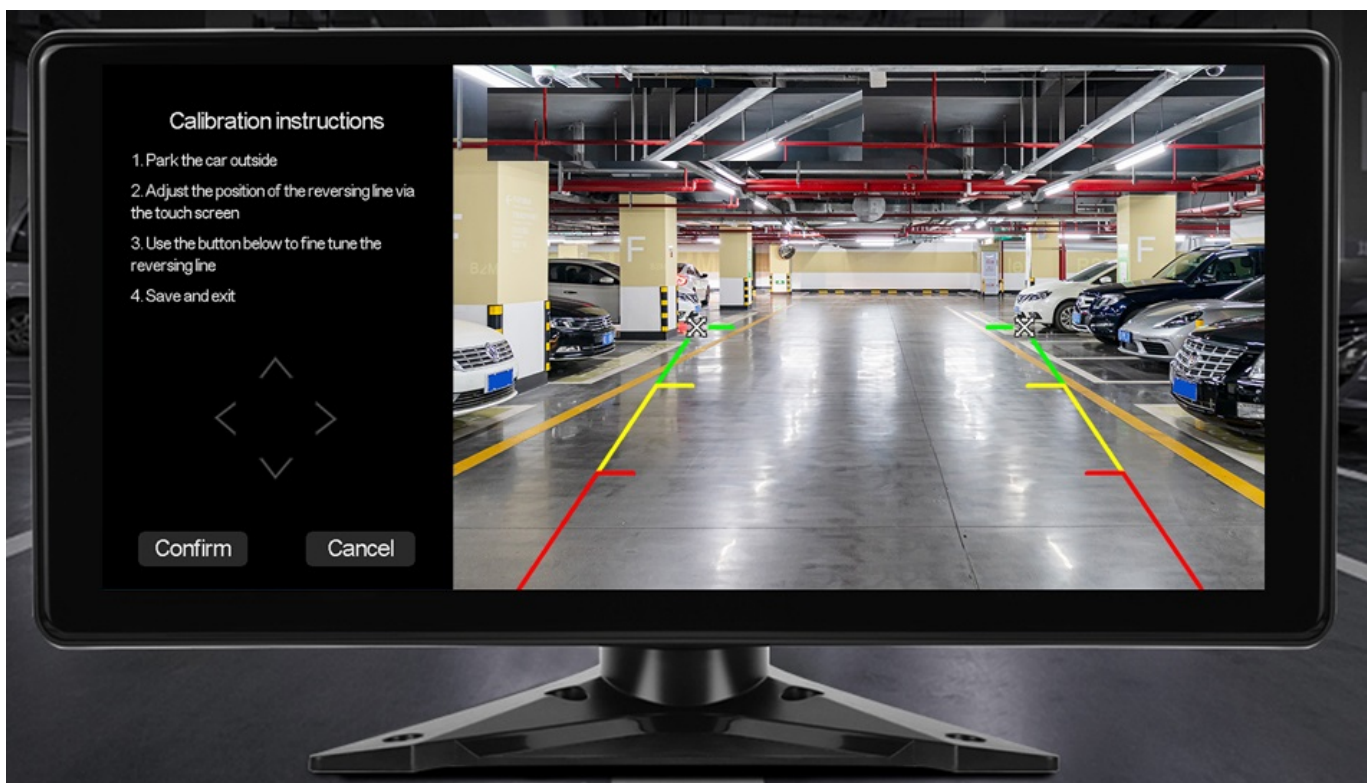 Calibration instructions
1. Park the car outside
2. Adjust the position of the reversing line via
the touch screen
3. Use the button below to fine tune the
reversing line
4. Save and exit
Confirm
Cancel
F
F